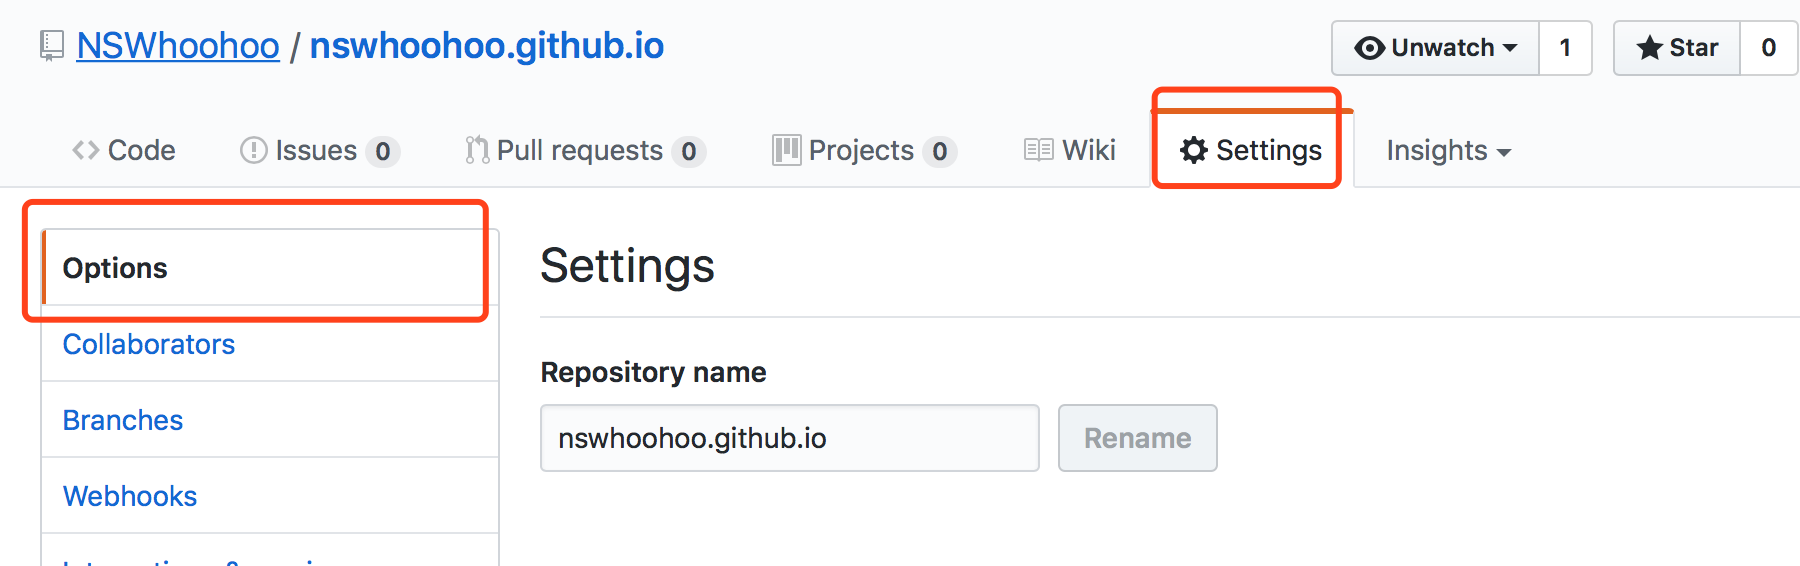 NSWhoohoo / nswhoohoo.github.io
Unwatch 1
Star 0
Code
Issues 0
Pull requests 0
Projects 0
Wiki
Settings
Insights
Options
Collaborators
Branches
Webhooks
Settings
Repository name
nswhoohoo.github.io
Rename